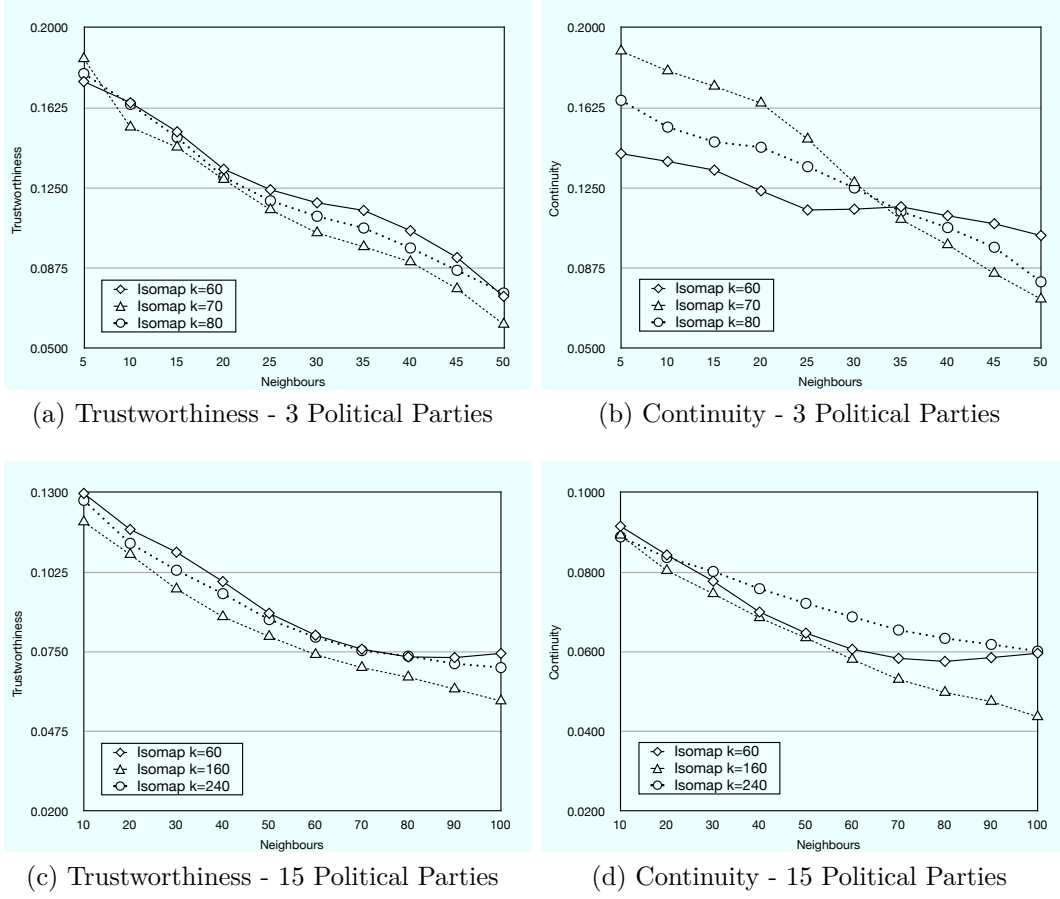 0.2000
0.1625
0.1250
0.0875
0.0500
Trustworthiness
Isomap k=60
Isomap k=70
Isomap k=80
5 10 15 20 25 30 35 40 45 50
Neighbours
(a) Trustworthiness - 3 Political Parties
0.2000
0.1625
0.1250
0.0875
0.0500
Continuity
Isomap k=60
Isomap k=70
Isomap k=80
5 10 15 20 25 30 35 40 45 50
Neighbours
(b) Continuity - 3 Political Parties
0.1300
0.1025
0.0750
0.0475
0.0200
Trustworthiness
Isomap k=60
Isomap k=160
Isomap k=240
10 20 30 40 50 60 70 80 90 100
Neighbours
(c) Trustworthiness - 15 Political Parties
0.1000
0.0800
0.0600
0.0400
0.0200
Continuity
Isomap k=60
Isomap k=160
Isomap k=240
10 20 30 40 50 60 70 80 90 100
Neighbours
(d) Continuity - 15 Political Parties